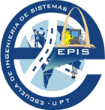 ESCUELA DE INGENIERIA DE SISTEMAS
EPIS
- UPT -